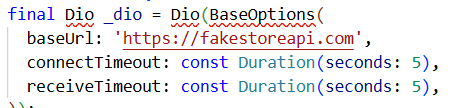 final Dio _dio = Dio(BaseOptions(
baseUrl: 'https://fakestoreapi.com',
connectTimeout: const Duration(seconds: 5),
receiveTimeout: const Duration(seconds: 5),
));